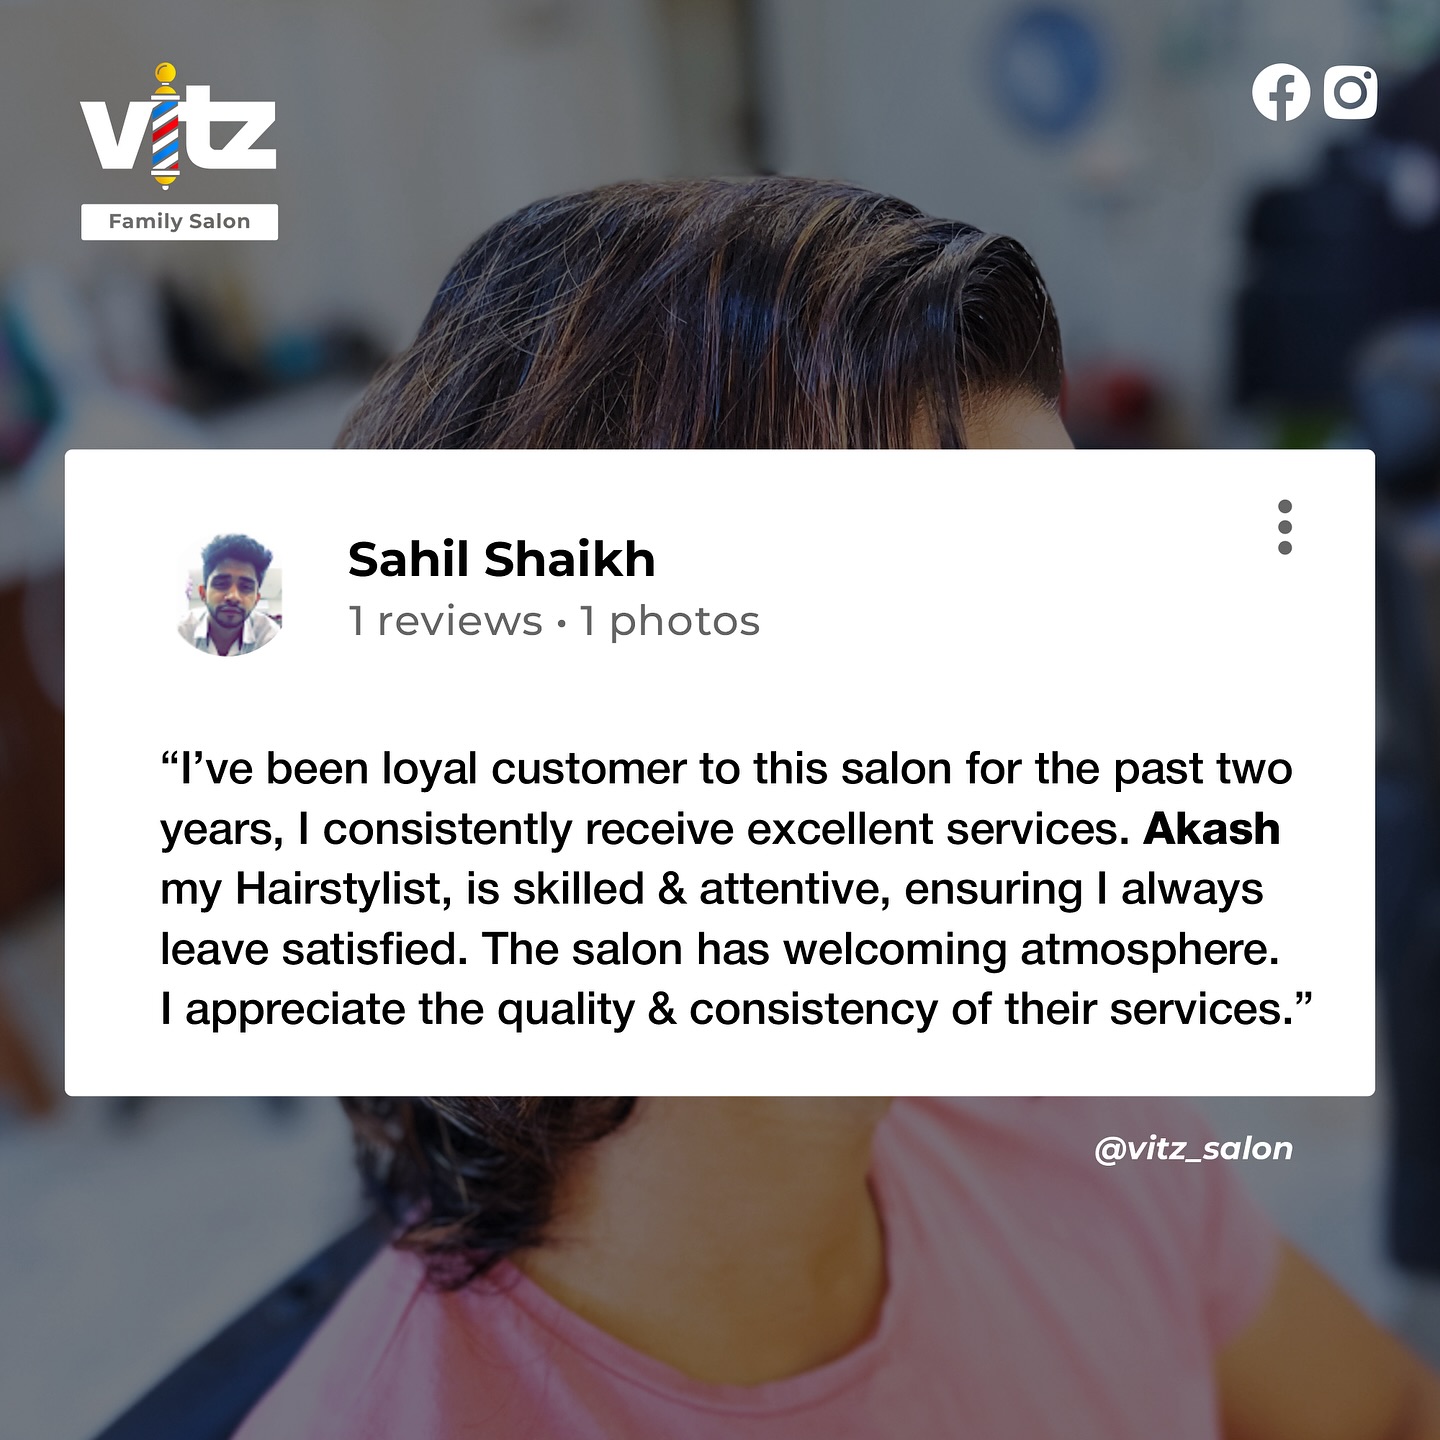 vitz
Family Salon
Sahil Shaikh
1 reviews • 1 photos
“I’ve been loyal customer to this salon for the past two
years, I consistently receive excellent services. Akash
my Hairstylist, is skilled & attentive, ensuring I always
leave satisfied. The salon has welcoming atmosphere.
I appreciate the quality & consistency of their services.”
@vitz_salon